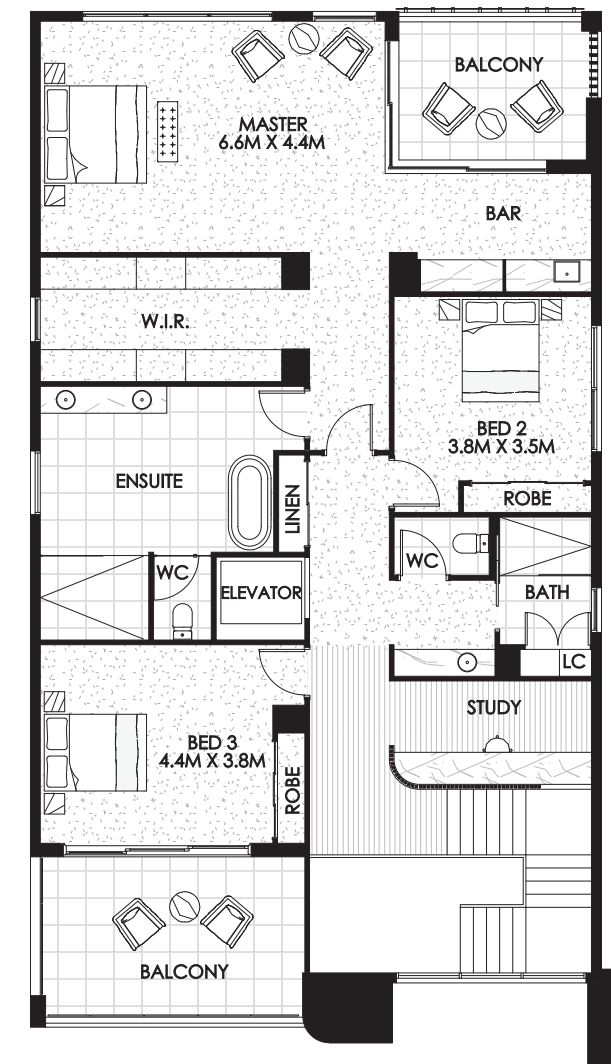 BALCONY
MASTER
6.6M X 4.4M
BAR
W.I.R.
BED 2
3.8M X 3.5M
ENSUITE
LINEN
ROBE
WC
WC
ELEVATOR
BATH
LC
STUDY
BED 3
4.4M X 3.8M
ROBE
BALCONY